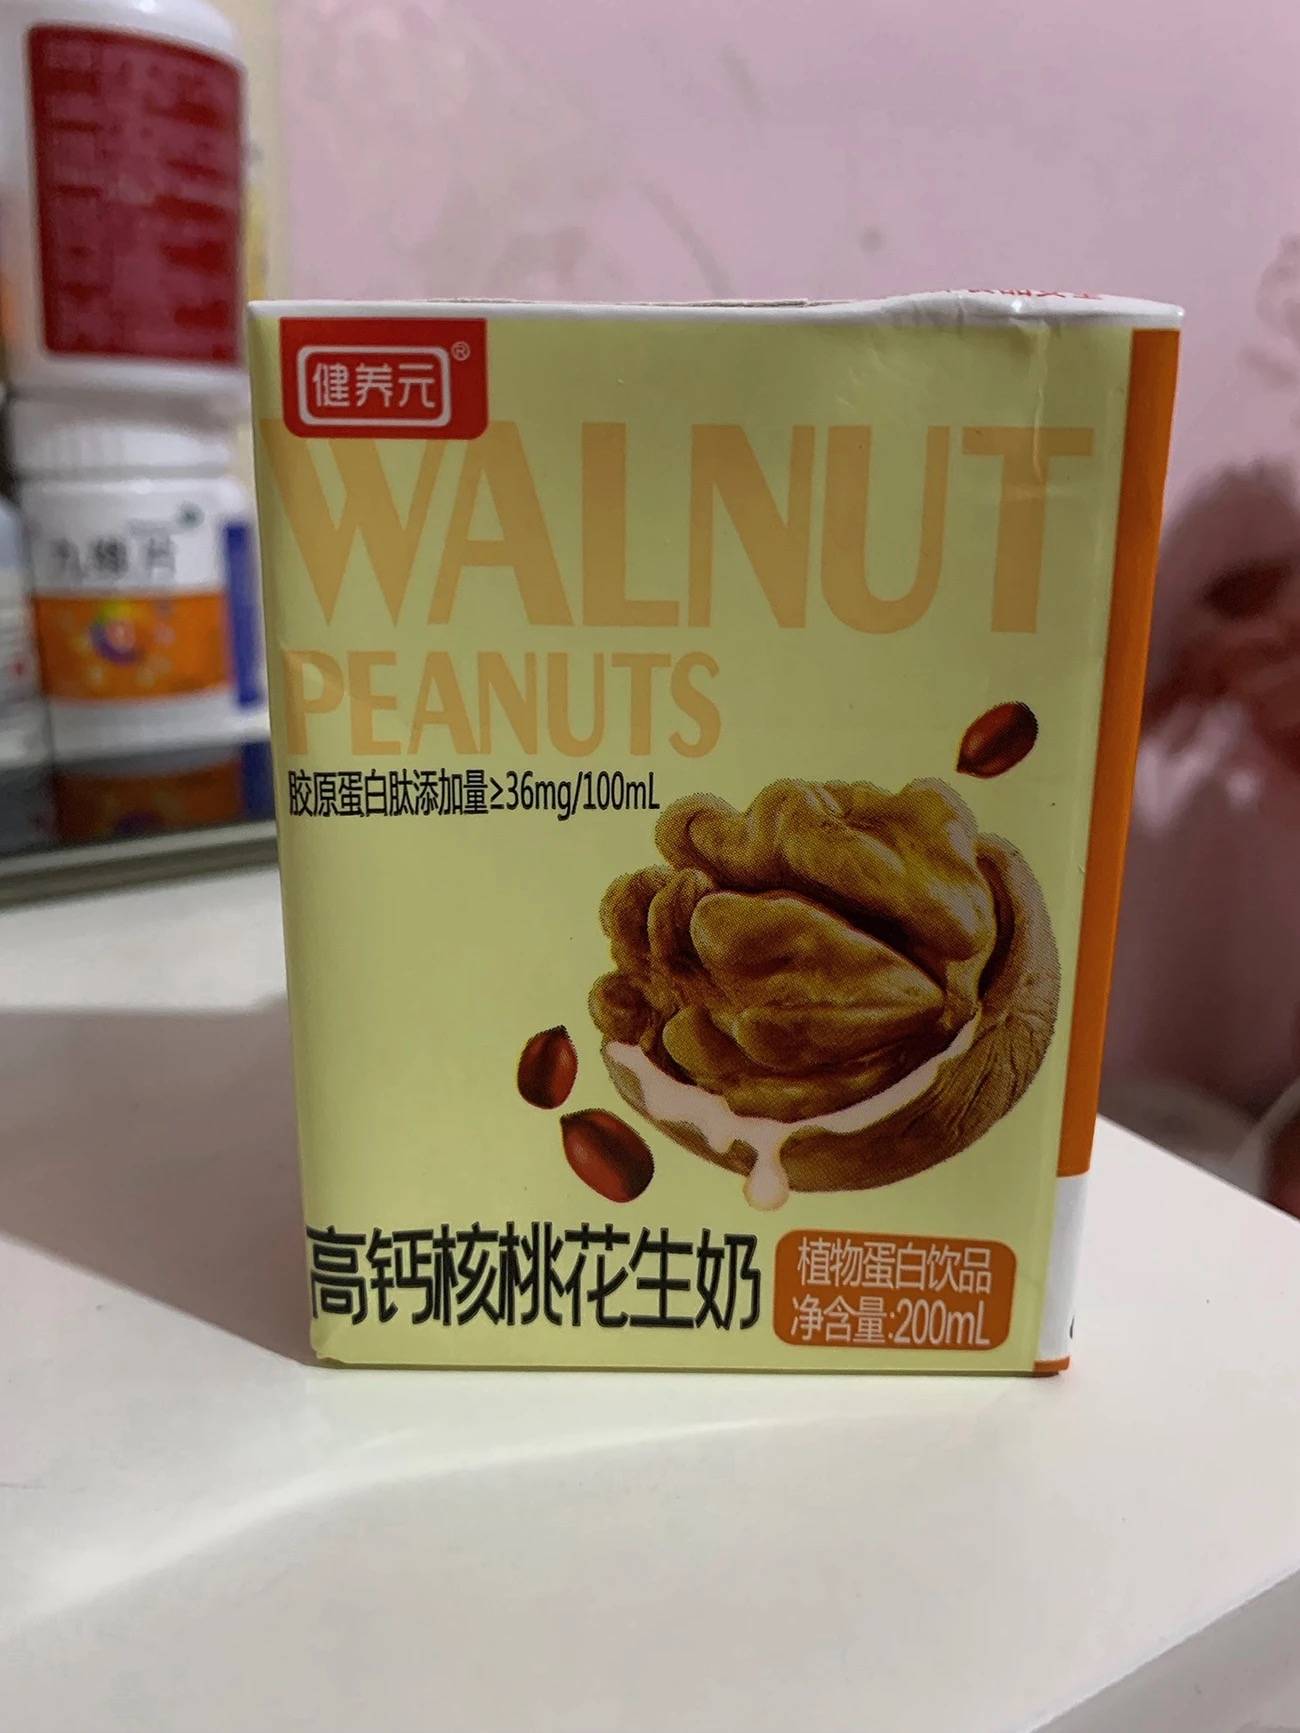 健养元®
WALNUT
PEANUTS
胶原蛋白肽添加量≥36mg/100mL
高钙核桃花生奶
植物蛋白饮品
净含量:200mL